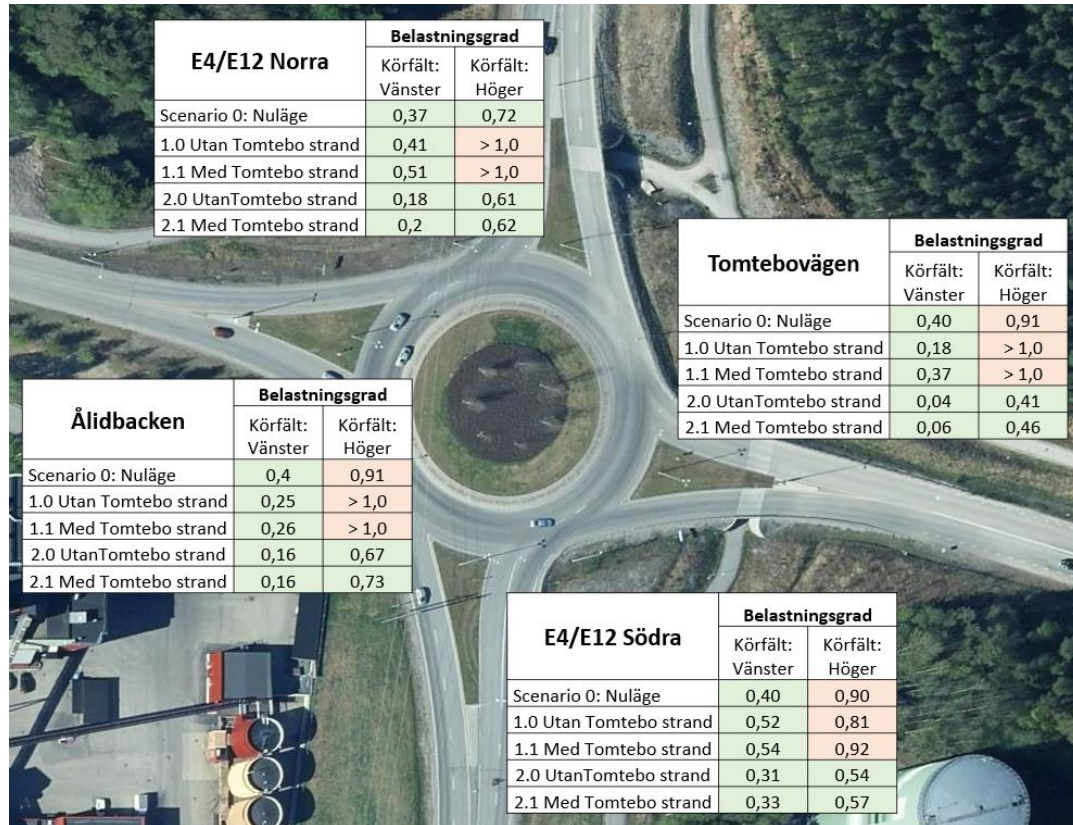 E4/E12 Norra
Belastningsgrad
Körfält: Vänster
Körfält: Höger
Scenario 0: Nuläge 0,37 0,72
1.0 Utan Tomtebo strand 0,41 > 1,0
1.1 Med Tomtebo strand 0,51 > 1,0
2.0 UtanTomtebo strand 0,18 0,61
2.1 Med Tomtebo strand 0,2 0,62
Tomtebovägen
Belastningsgrad
Körfält: Vänster
Körfält: Höger
Scenario 0: Nuläge 0,40 0,91
1.0 Utan Tomtebo strand 0,18 > 1,0
1.1 Med Tomtebo strand 0,37 > 1,0
2.0 UtanTomtebo strand 0,04 0,41
2.1 Med Tomtebo strand 0,06 0,46
Ålidbacken
Belastningsgrad
Körfält: Vänster
Körfält: Höger
Scenario 0: Nuläge 0,4 0,91
1.0 Utan Tomtebo strand 0,25 > 1,0
1.1 Med Tomtebo strand 0,26 > 1,0
2.0 UtanTomtebo strand 0,16 0,67
2.1 Med Tomtebo strand 0,16 0,73
E4/E12 Södra
Belastningsgrad
Körfält: Vänster
Körfält: Höger
Scenario 0: Nuläge 0,40 0,90
1.0 Utan Tomtebo strand 0,52 0,81
1.1 Med Tomtebo strand 0,54 0,92
2.0 UtanTomtebo strand 0,31 0,54
2.1 Med Tomtebo strand 0,33 0,57